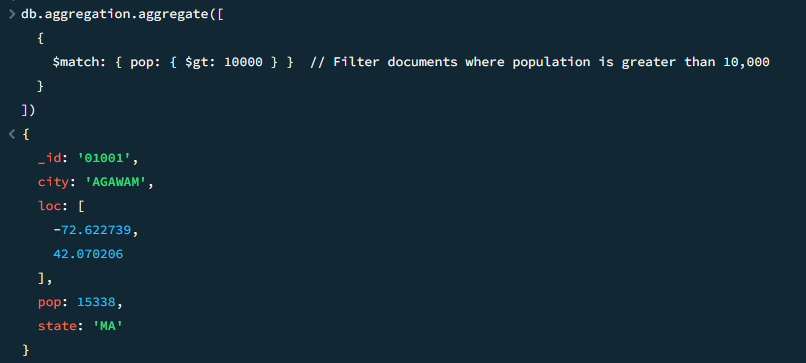 > db.aggregation.aggregate([
{
$match: { pop: { $gt: 10000 } }  // Filter documents where population is greater than 10,000
}
])
< {
_id: '01001',
city: 'AGAWAM',
loc: [
-72.622739,
42.070206
],
pop: 15338,
state: 'MA'
}